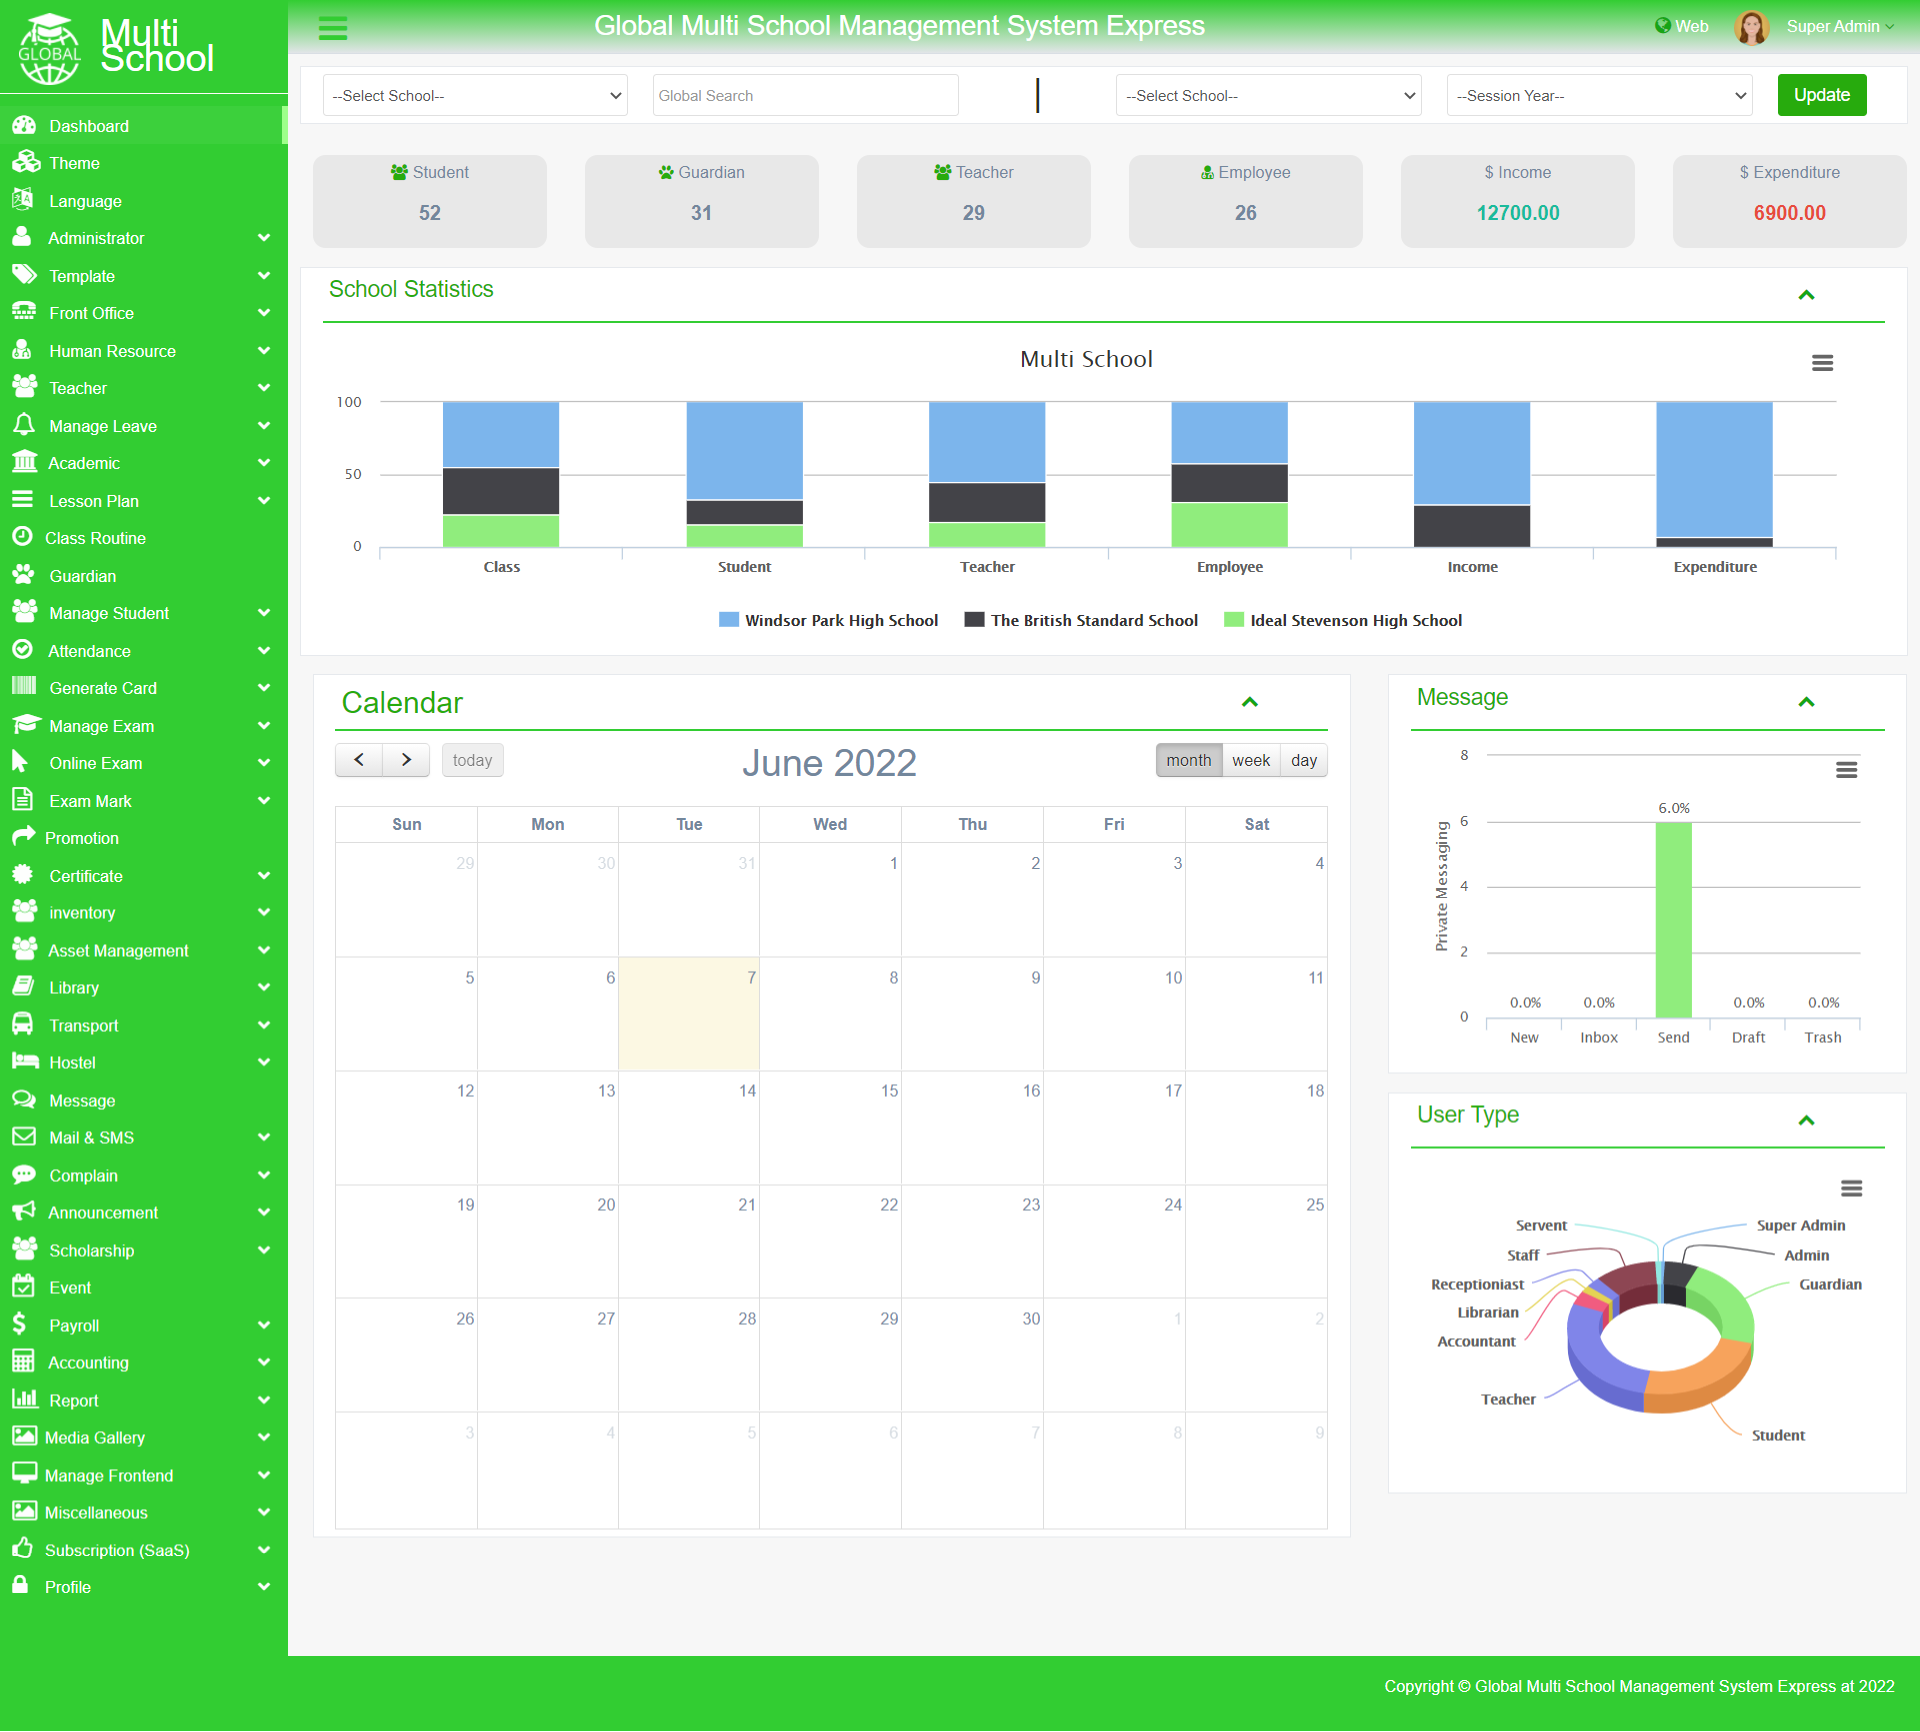 GLOBAL
Multi
School
Global Multi School Management System Express
Web
Super Admin
--Select School--
Global Search
--Select School--
--Session Year--
Update
Dashboard
Theme
Language
Administrator
Template
Front Office
Human Resource
Teacher
Manage Leave
Academic
Lesson Plan
Class Routine
Guardian
Manage Student
Attendance
Generate Card
Manage Exam
Online Exam
Exam Mark
Promotion
Certificate
inventory
Asset Management
Library
Transport
Hostel
Message
Mail & SMS
Complain
Announcement
Scholarship
Event
Payroll
Accounting
Report
Media Gallery
Manage Frontend
Miscellaneous
Subscription (SaaS)
Profile
Student
52
Guardian
31
Teacher
29
Employee
26
$ Income
12700.00
$ Expenditure
6900.00
School Statistics
Multi School
100
50
0
Class Student Teacher Employee Income Expenditure
Windsor Park High School The British Standard School Ideal Stevenson High School
Calendar
today
June 2022
month week day
Sun Mon Tue Wed Thu Fri Sat
29 30 31 1 2 3 4
5 6 7 8 9 10 11
12 13 14 15 16 17 18
19 20 21 22 23 24 25
26 27 28 29 30 1 2
3 4 5 6 7 8 9
Message
Private Messaging
8
6
4
2
0
6.0%
0.0% 0.0% 0.0% 0.0%
New Inbox Send Draft Trash
User Type
Servent
Staff
Receptioniast
Librarian
Accountant
Teacher
Super Admin
Admin
Guardian
Student
Copyright © Global Multi School Management System Express at 2022